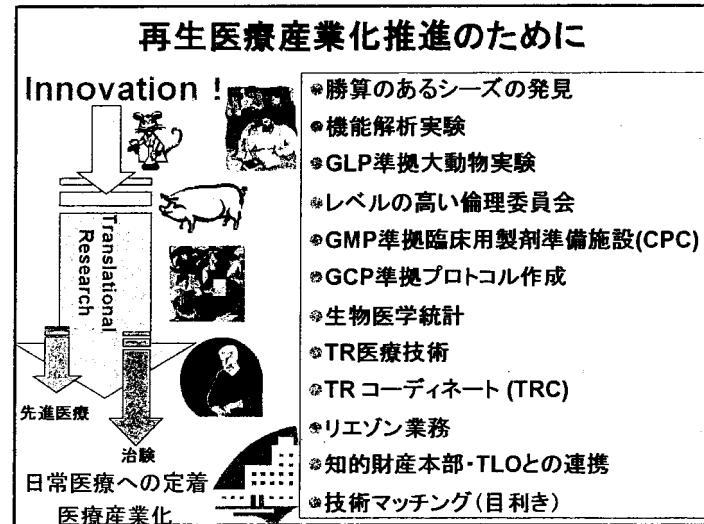 再生医療産業化推進のために
Innovation !
Translational
Research
先進医療
治験
日常医療への定着
医療産業化
勝算のあるシーズの発見
機能解析実験
GLP準拠大動物実験
レベルの高い倫理委員会
GMP準拠臨床用製剤準備施設(CPC)
GCP準拠プロトコル作成
生物医学統計
TR医療技術
TR コーディネート (TRC)
リエゾン業務
知的財産本部・TLOとの連携
技術マッチング(目利き)